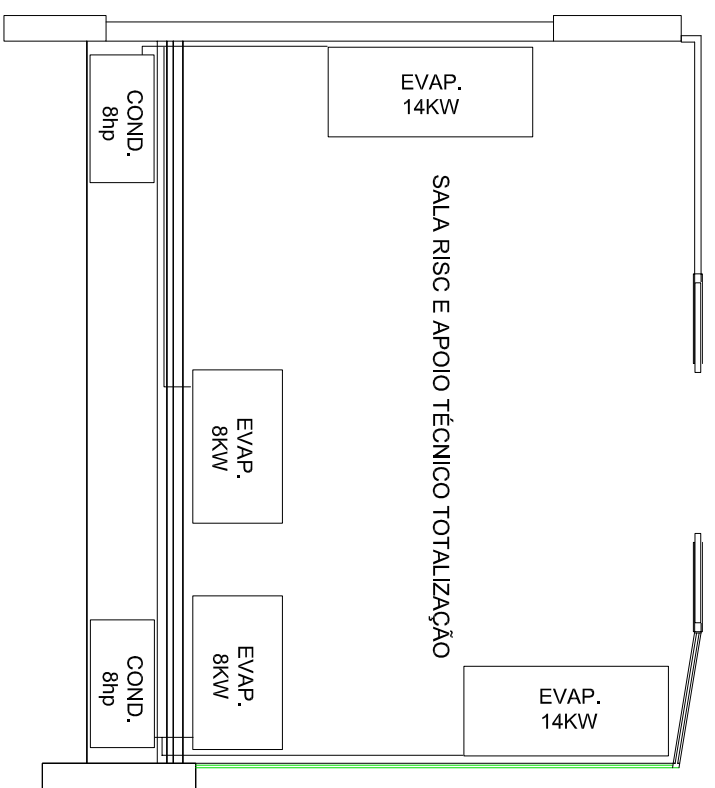 EVAP.
14KW
COND.
8hp
SALA RISC E APOIO TÉCNICO TOTALIZAÇÃO
EVAP.
8KW
EVAP.
8KW
COND.
8hp
EVAP.
14KW